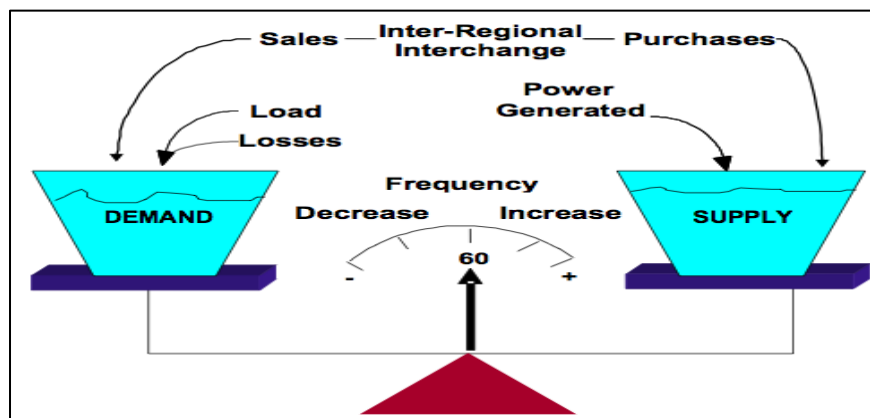 Sales
Inter-Regional
Interchange
Purchases
Load
Losses
Power
Generated
Frequency
Decrease
Increase
DEMAND
SUPPLY
60
-
+